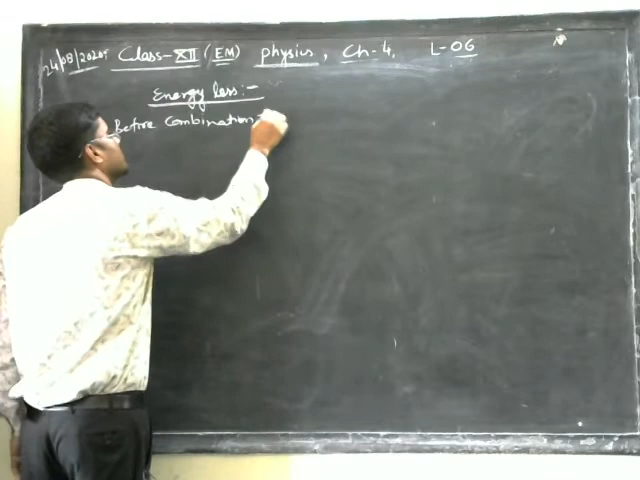 24/08/2020, Class-XII (EM) physics, Ch-4, L-06
Energy loss:-
Before Combination